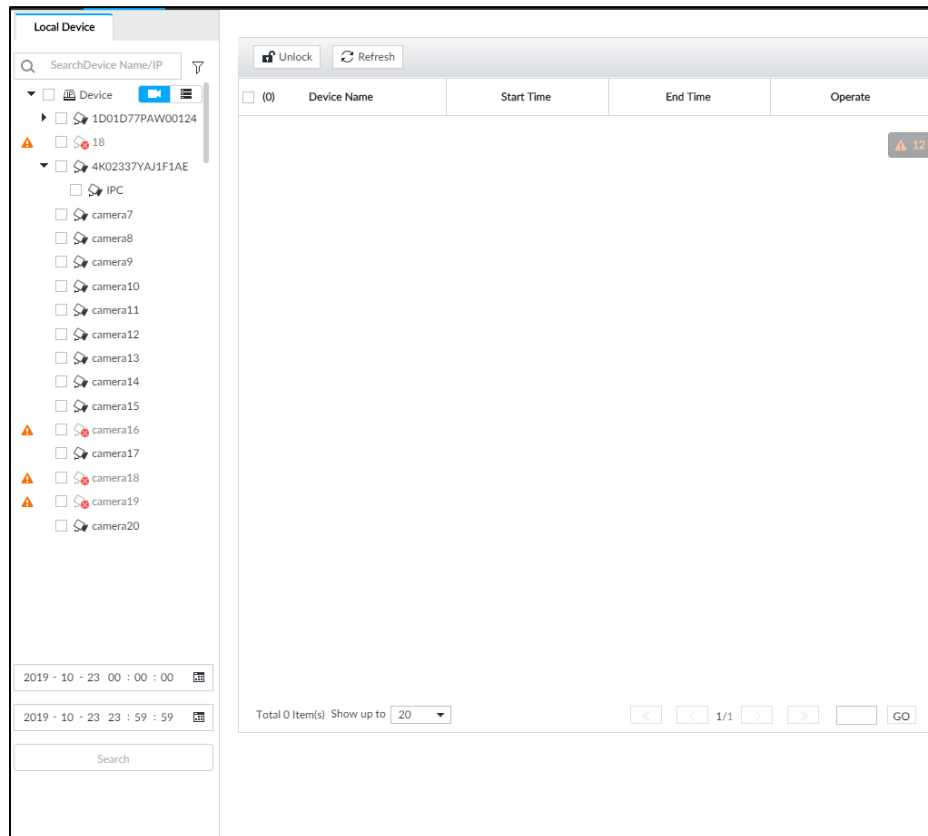 Local Device
SearchDevice Name/IP
Device
1D01D77PAW00124
18
4K02337YAJ1F1AE
IPC
camera7
camera8
camera9
camera10
camera11
camera12
camera13
camera14
camera15
camera16
camera17
camera18
camera19
camera20
2019 - 10 - 23 00 : 00 : 00
2019 - 10 - 23 23 : 59 : 59
Search
Unlock Refresh
(0) Device Name Start Time End Time Operate
12
Total 0 Item(s) Show up to 20 1/1 GO